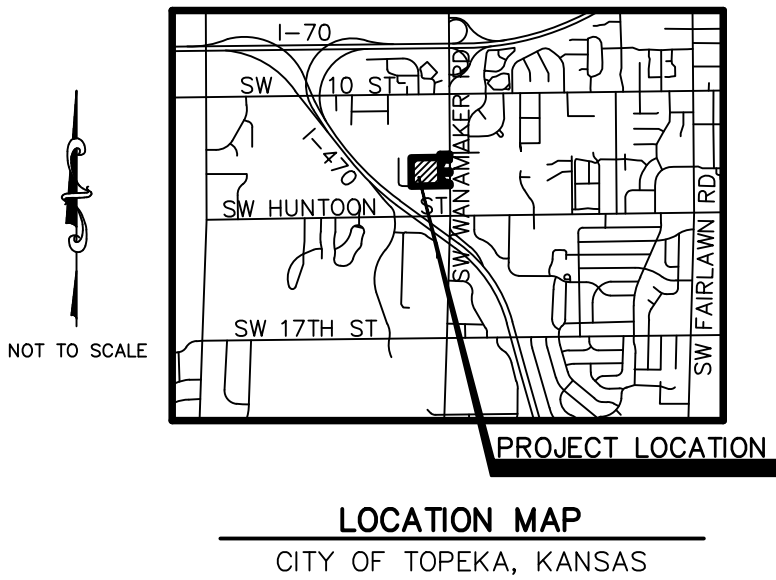 I-70
SW 10 ST
SW WANAMAKER RD
I-470
SW HUNTOON ST
SW FAIRLAWN RD
SW 17TH ST
NOT TO SCALE
PROJECT LOCATION
LOCATION MAP
CITY OF TOPEKA, KANSAS